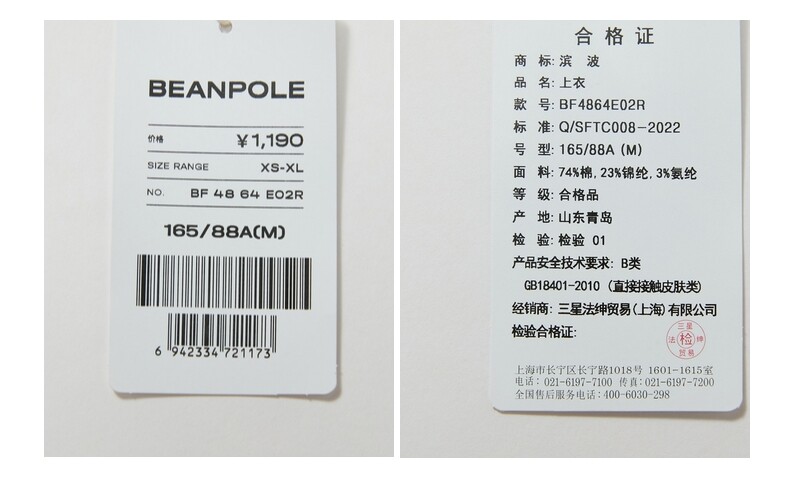 BEANPOLE
价格 ¥1,190
SIZE RANGE XS-XL
NO. BF 48 64 E02R
165/88A(M)
6 942334 721173
合格证
商 标: 滨 波
品 名: 上衣
款 号: BF4864E02R
标 准: Q/SFTC008-2022
号 型: 165/88A (M)
面 料: 74%棉, 23%锦纶, 3%氨纶
等 级: 合格品
产 地: 山东青岛
检 验: 检验 01
产品安全技术要求: B类
GB18401-2010 (直接接触皮肤类)
经销商: 三星法绅贸易(上海)有限公司
检验合格证:
三星
法 检 绅
贸易
上海市长宁区长宁路1018号 1601-1615室
电话: 021-6197-7100 传真: 021-6197-7200
全国售后服务电话: 400-6030-298